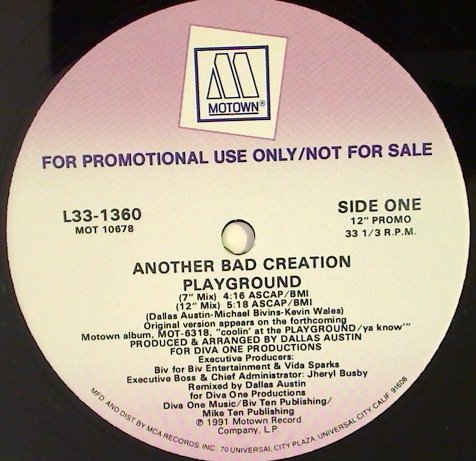 MOTOWN®
FOR PROMOTIONAL USE ONLY/NOT FOR SALE
L33-1360
MOT 10678
SIDE ONE
12" PROMO
33 1/3 R.P.M.
ANOTHER BAD CREATION
PLAYGROUND
(7" Mix) 4:16 ASCAP/BMI
(12" Mix) 5:18 ASCAP/BMI
(Dallas Austin-Michael Bivins-Kevin Wales)
Original version appears on the forthcoming
Motown album, MOT-6318, "coolin' at the PLAYGROUND/ya know'"
PRODUCED & ARRANGED BY DALLAS AUSTIN
FOR DIVA ONE PRODUCTIONS
Executive Producers:
Biv for Biv Entertainment & Vida Sparks
Executive Boss & Chief Administrator: Jheryl Busby
Remixed by Dallas Austin
for Diva One Productions
Diva One Music/Biv Ten Publishing/
Mike Ten Publishing
℗ 1991 Motown Record
Company, L.P.
MFD AND DIST BY MCA RECORDS, INC. 70 UNIVERSAL CITY PLAZA, UNIVERSAL CITY, CALIF. 91608